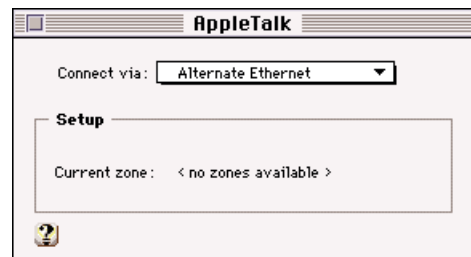 AppleTalk
Connect via: Alternate Ethernet
Setup
Current zone: < no zones available >
?